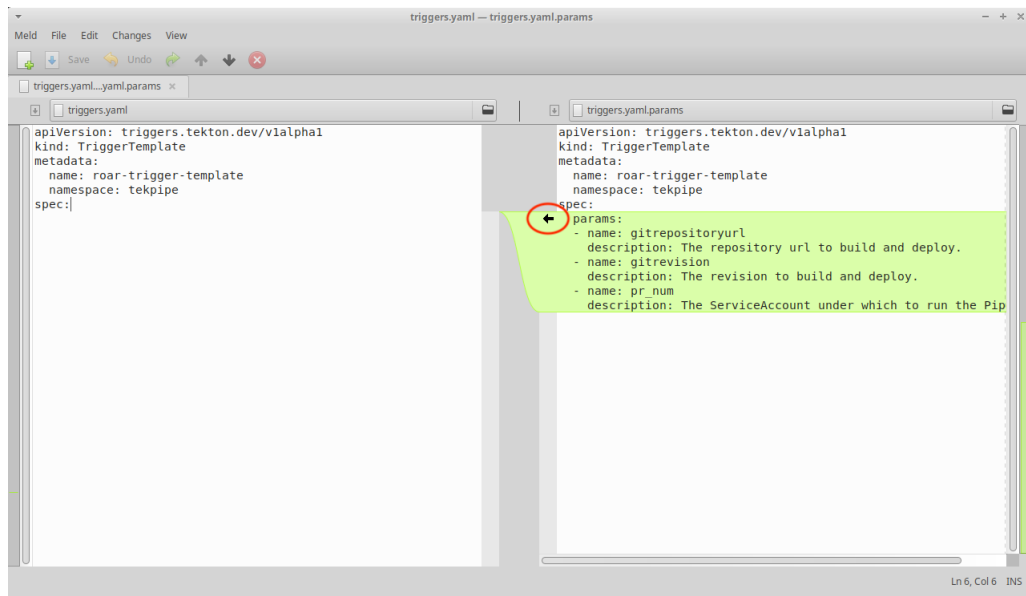 triggers.yaml — triggers.yaml.params
Meld File Edit Changes View
Save Undo
triggers.yaml....yaml.params
triggers.yaml
triggers.yaml.params
apiVersion: triggers.tekton.dev/v1alpha1
kind: TriggerTemplate
metadata:
  name: roar-trigger-template
  namespace: tekpipe
spec:
apiVersion: triggers.tekton.dev/v1alpha1
kind: TriggerTemplate
metadata:
  name: roar-trigger-template
  namespace: tekpipe
spec:
  params:
  - name: gitrepositoryurl
    description: The repository url to build and deploy.
  - name: gitrevision
    description: The revision to build and deploy.
  - name: pr_num
    description: The ServiceAccount under which to run the Pip
Ln 6, Col 6 INS